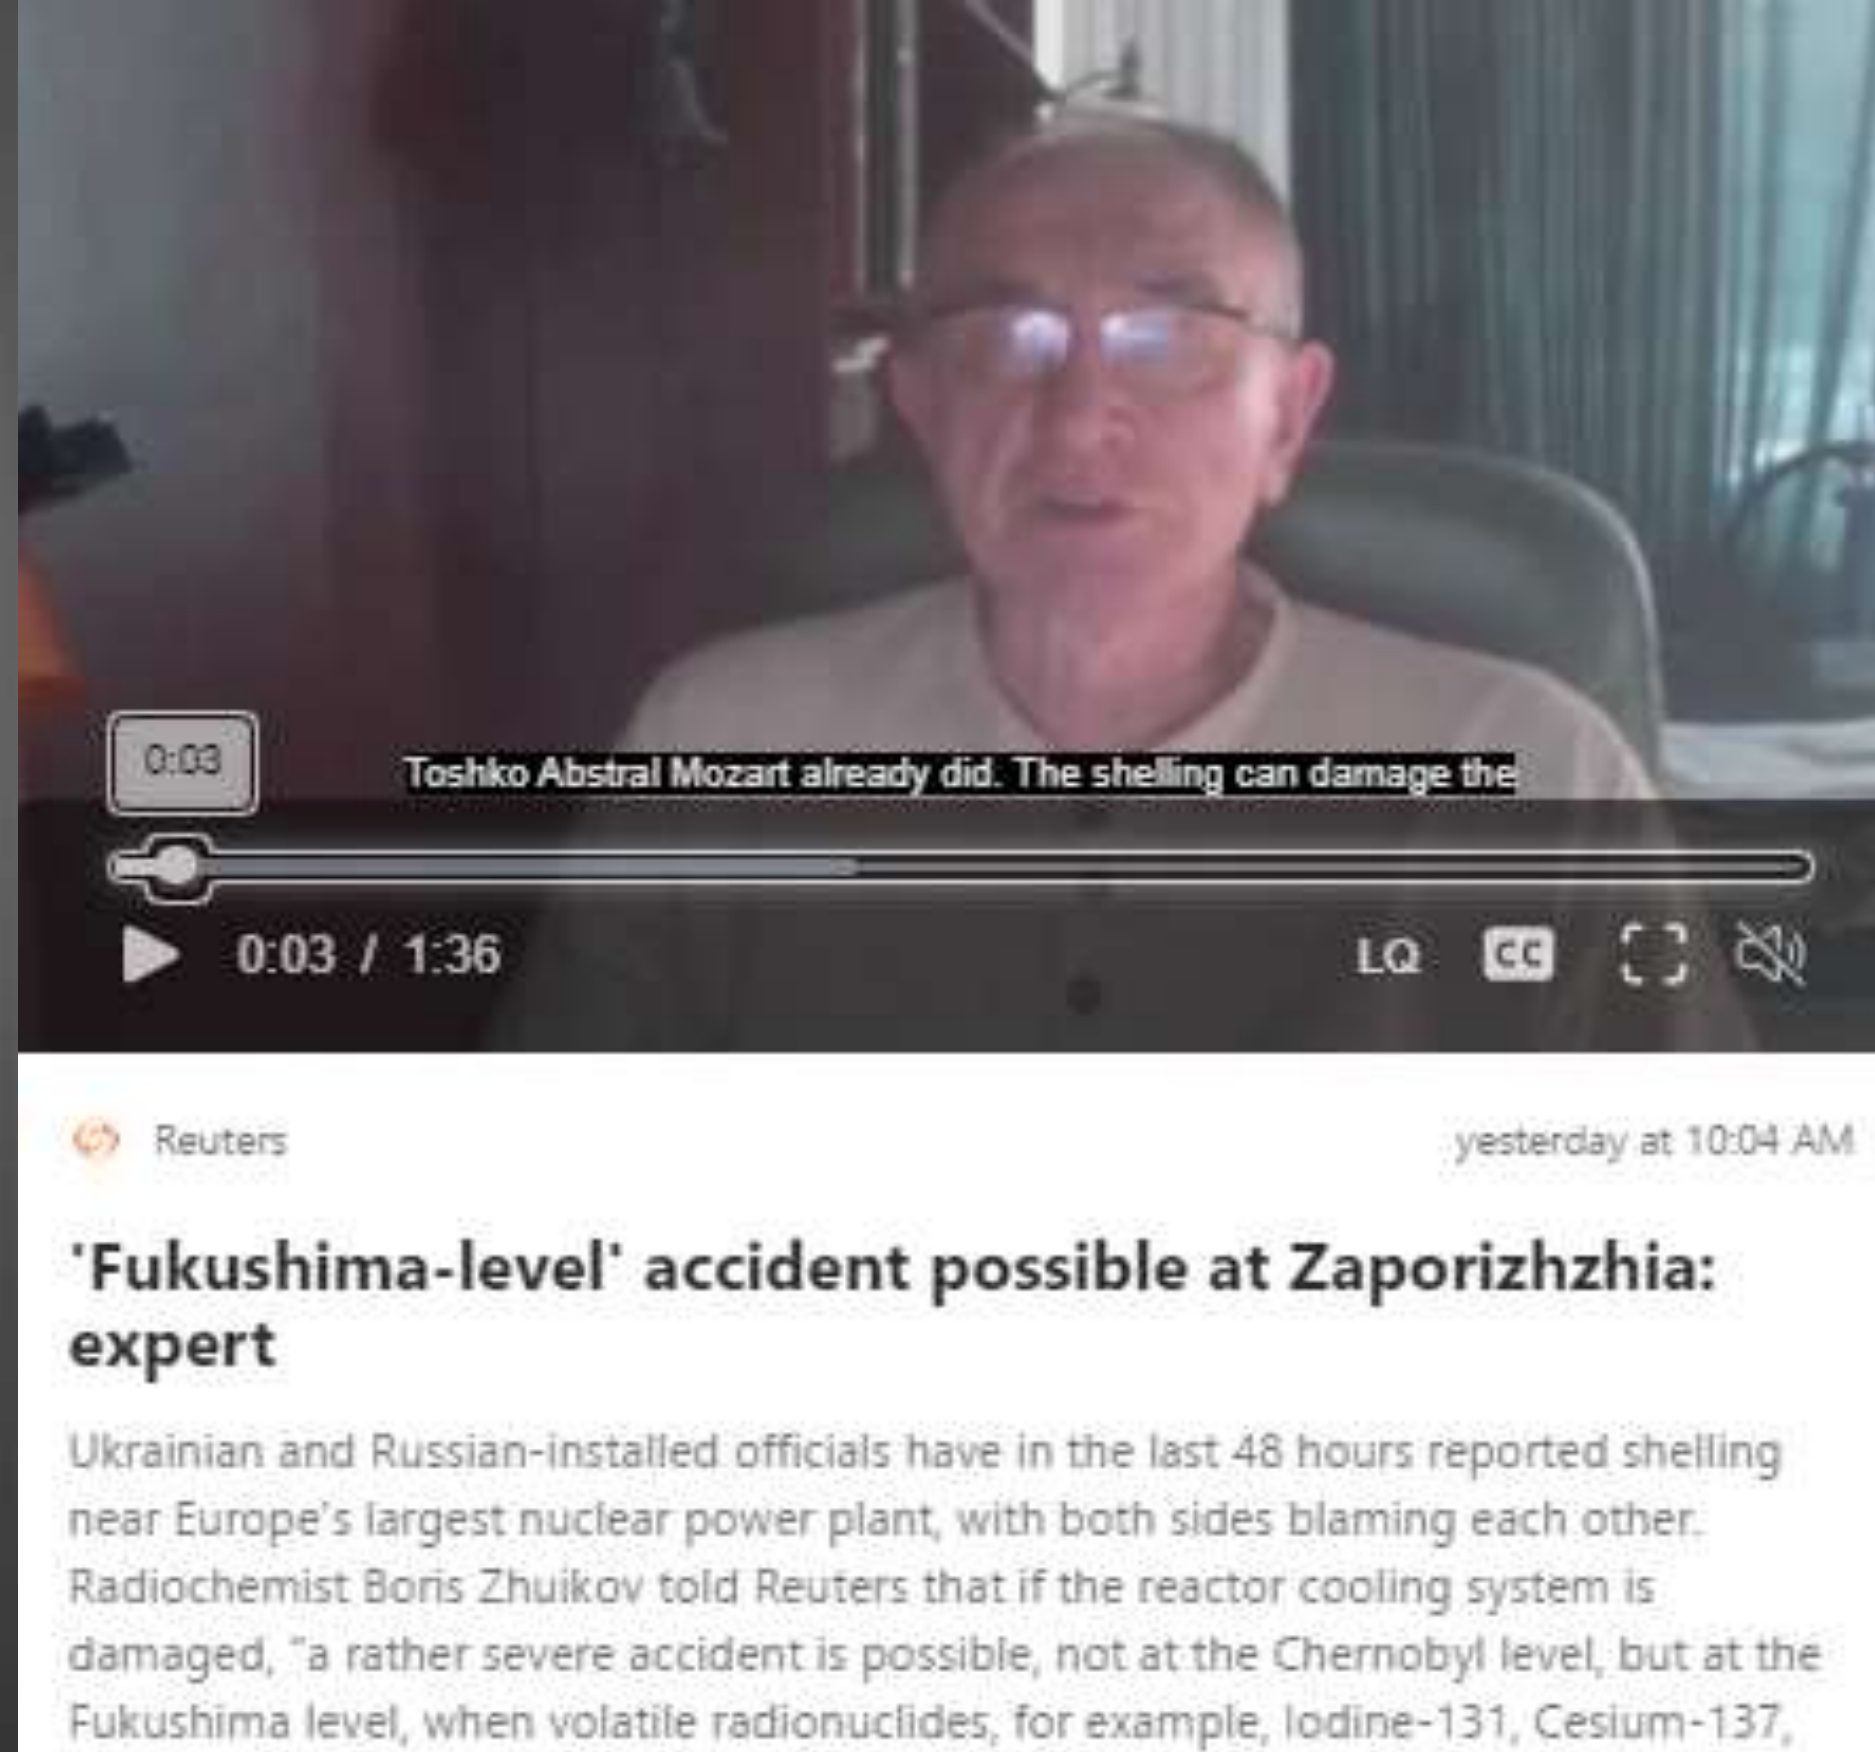 Toshko Abstral Mozart already did. The shelling can damage the
0:03
0:03 / 1:36
LQ
CC
Reuters
yesterday at 10:04 AM
'Fukushima-level' accident possible at Zaporizhzhia:
expert
Ukrainian and Russian-installed officials have in the last 48 hours reported shelling
near Europe's largest nuclear power plant, with both sides blaming each other.
Radiochemist Boris Zhuikov told Reuters that if the reactor cooling system is
damaged, "a rather severe accident is possible, not at the Chernobyl level, but at the
Fukushima level, when volatile radionuclides, for example, Iodine-131, Cesium-137,